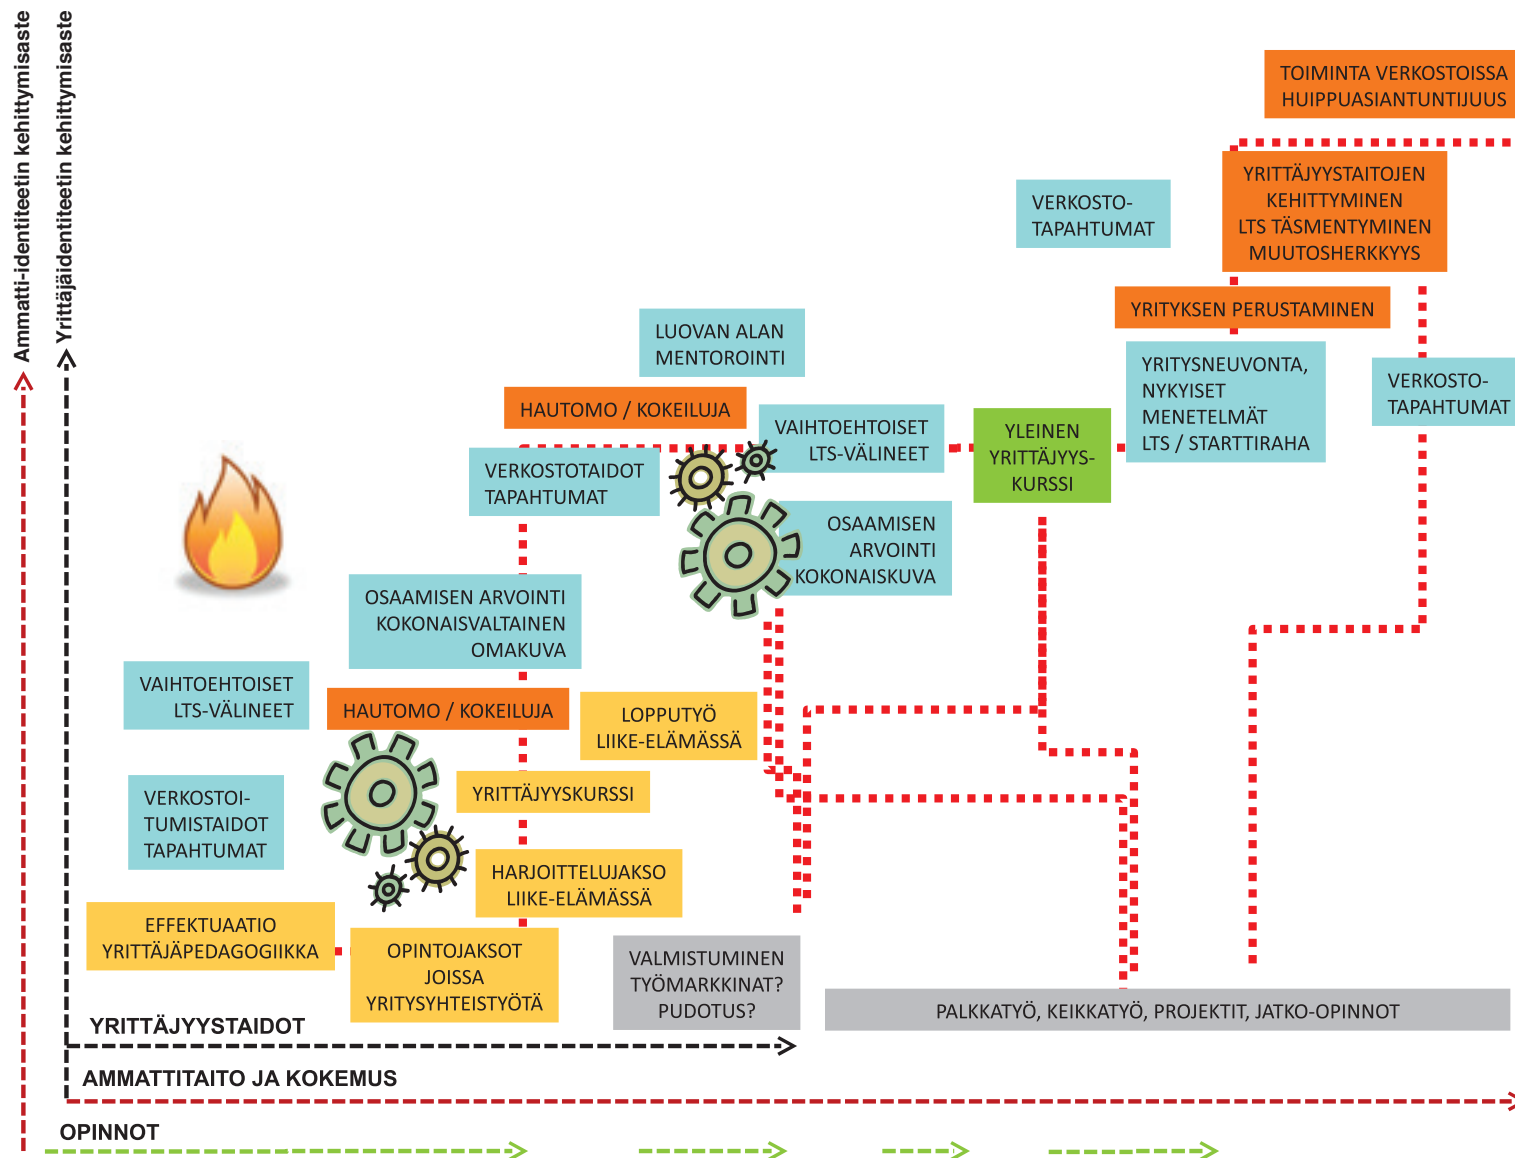 Ammatti-identiteetin kehittymisaste
Yrittäjäidentiteetin kehittymisaste
TOIMINTA VERKOSTOISSA
HUIPPUASIANTUNTIJUUS
YRITTÄJYYSTAITOJEN
KEHITTYMINEN
LTS TÄSMENTYMINEN
MUUTOSHERKKYYS
VERKOSTO-
TAPAHTUMAT
YRITYKSEN PERUSTAMINEN
LUOVAN ALAN
MENTOROINTI
YRITYSNEUVONTA,
NYKYISET
MENETELMÄT
LTS / STARTTIRAHA
VERKOSTO-
TAPAHTUMAT
HAUTOMO / KOKEILUJA
VAIHTOEHTOISET
LTS-VÄLINEET
YLEINEN
YRITTÄJYYS-
KURSSI
VERKOSTOTAIDOT
TAPAHTUMAT
OSAAMISEN
ARVOINTI
KOKONAISKUVA
OSAAMISEN ARVOINTI
KOKONAISVALTAINEN
OMAKUVA
VAIHTOEHTOISET
LTS-VÄLINEET
HAUTOMO / KOKEILUJA
LOPPUTYÖ
LIIKE-ELÄMÄSSÄ
YRITTÄJYYSKURSSI
VERKOSTOI-
TUMISTAIDOT
TAPAHTUMAT
HARJOITTELUJAKSO
LIIKE-ELÄMÄSSÄ
EFFEKTUAATIO
YRITTÄJÄPEDAGOGIIKKA
OPINTOJAKSOT
JOISSA
YRITYSYHTEISTYÖTÄ
VALMISTUMINEN
TYÖMARKKINAT?
PUDOTUS?
PALKKATYÖ, KEIKKATYÖ, PROJEKTIT, JATKO-OPINNOT
YRITTÄJYYSTAIDOT
AMMATTITAITO JA KOKEMUS
OPINNOT